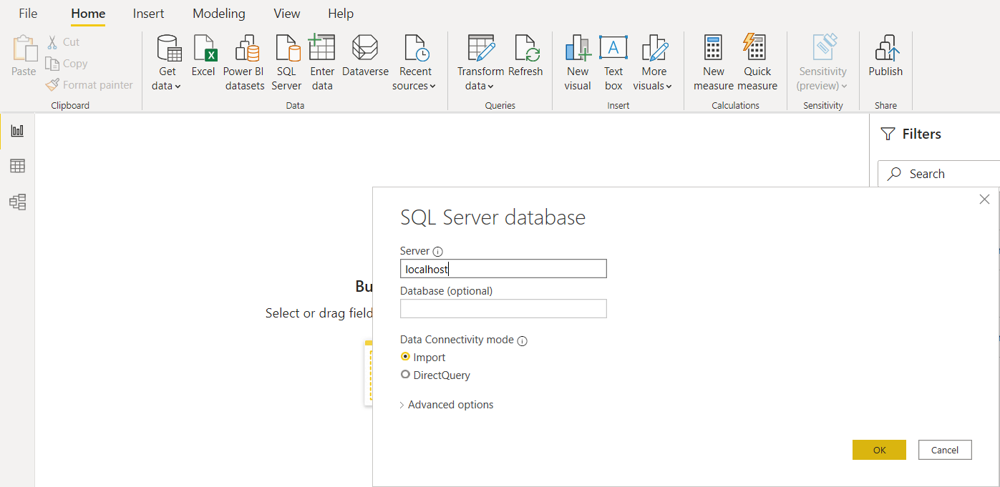 File Home Insert Modeling View Help
Paste
Cut
Copy
Format painter
Clipboard
Get data
Excel
Power BI datasets
SQL Server
Enter data
Dataverse
Recent sources
Data
Transform data
Refresh
Queries
New visual
Text box
More visuals
Insert
New measure
Quick measure
Calculations
Sensitivity (preview)
Sensitivity
Publish
Share
Filters
Search
Bu
Select or drag field
SQL Server database
Server
localhost
Database (optional)
Data Connectivity mode
Import
DirectQuery
Advanced options
OK Cancel